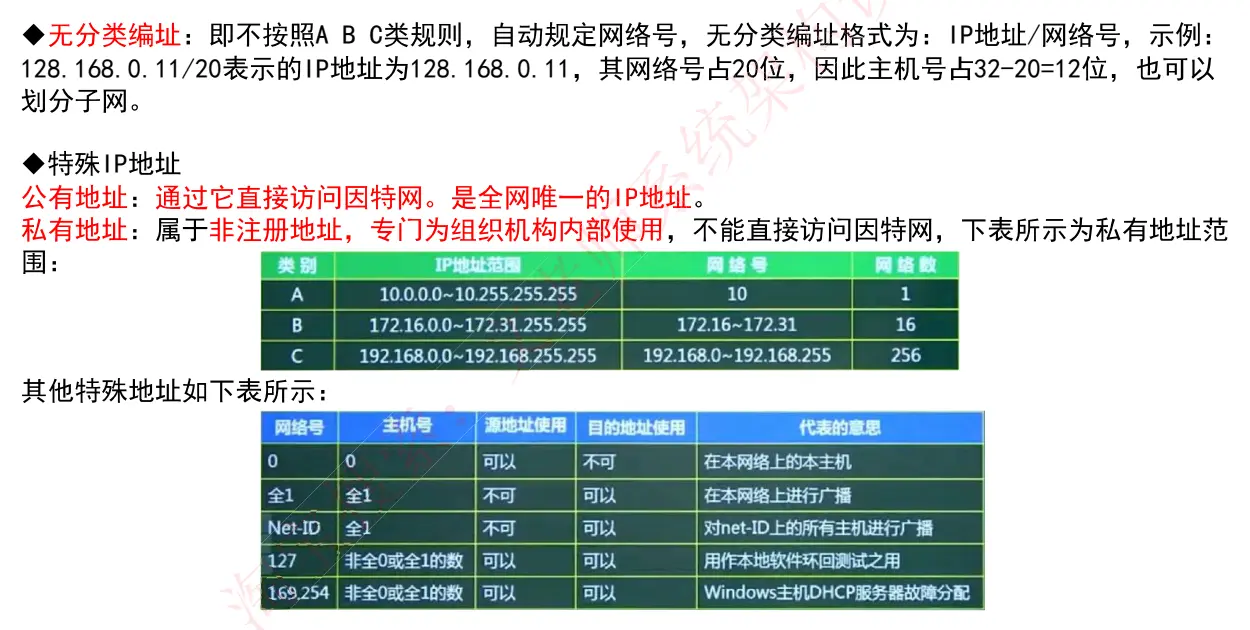 ◆无分类编址：即不按照A B C类规则，自动规定网络号，无分类编址格式为：IP地址/网络号，示例：
128.168.0.11/20表示的IP地址为128.168.0.11，其网络号占20位，因此主机号占32-20=12位，也可以
划分子网。
◆特殊IP地址
公有地址：通过它直接访问因特网。是全网唯一的IP地址。
私有地址：属于非注册地址，专门为组织机构内部使用，不能直接访问因特网，下表所示为私有地址范
围：
类别 IP地址范围 网络号 网络数
A 10.0.0.0~10.255.255.255 10 1
B 172.16.0.0~172.31.255.255 172.16~172.31 16
C 192.168.0.0~192.168.255.255 192.168.0~192.168.255 256
其他特殊地址如下表所示：
网络号 主机号 源地址使用 目的地址使用 代表的意思
0 0 可以 不可 在本网络上的本主机
全1 全1 不可 可以 在本网络上进行广播
Net-ID 全1 不可 可以 对net-ID上的所有主机进行广播
127 非全0或全1的数 可以 可以 用作本地软件环回测试之用
169.254 非全0或全1的数 可以 可以 Windows主机DHCP服务器故障分配